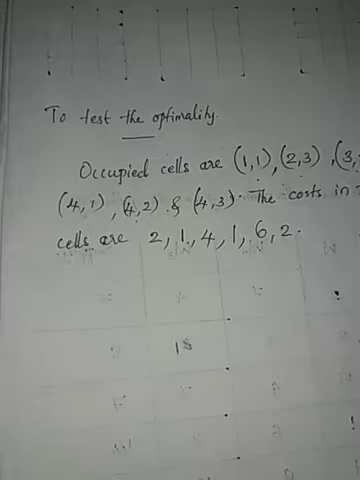 To test the optimality.
Occupied cells are (1,1), (2,3), (3,
(4,1), (4,2) & (4,3). The costs in
cells are 2, 1, 4, 1, 6, 2.
18